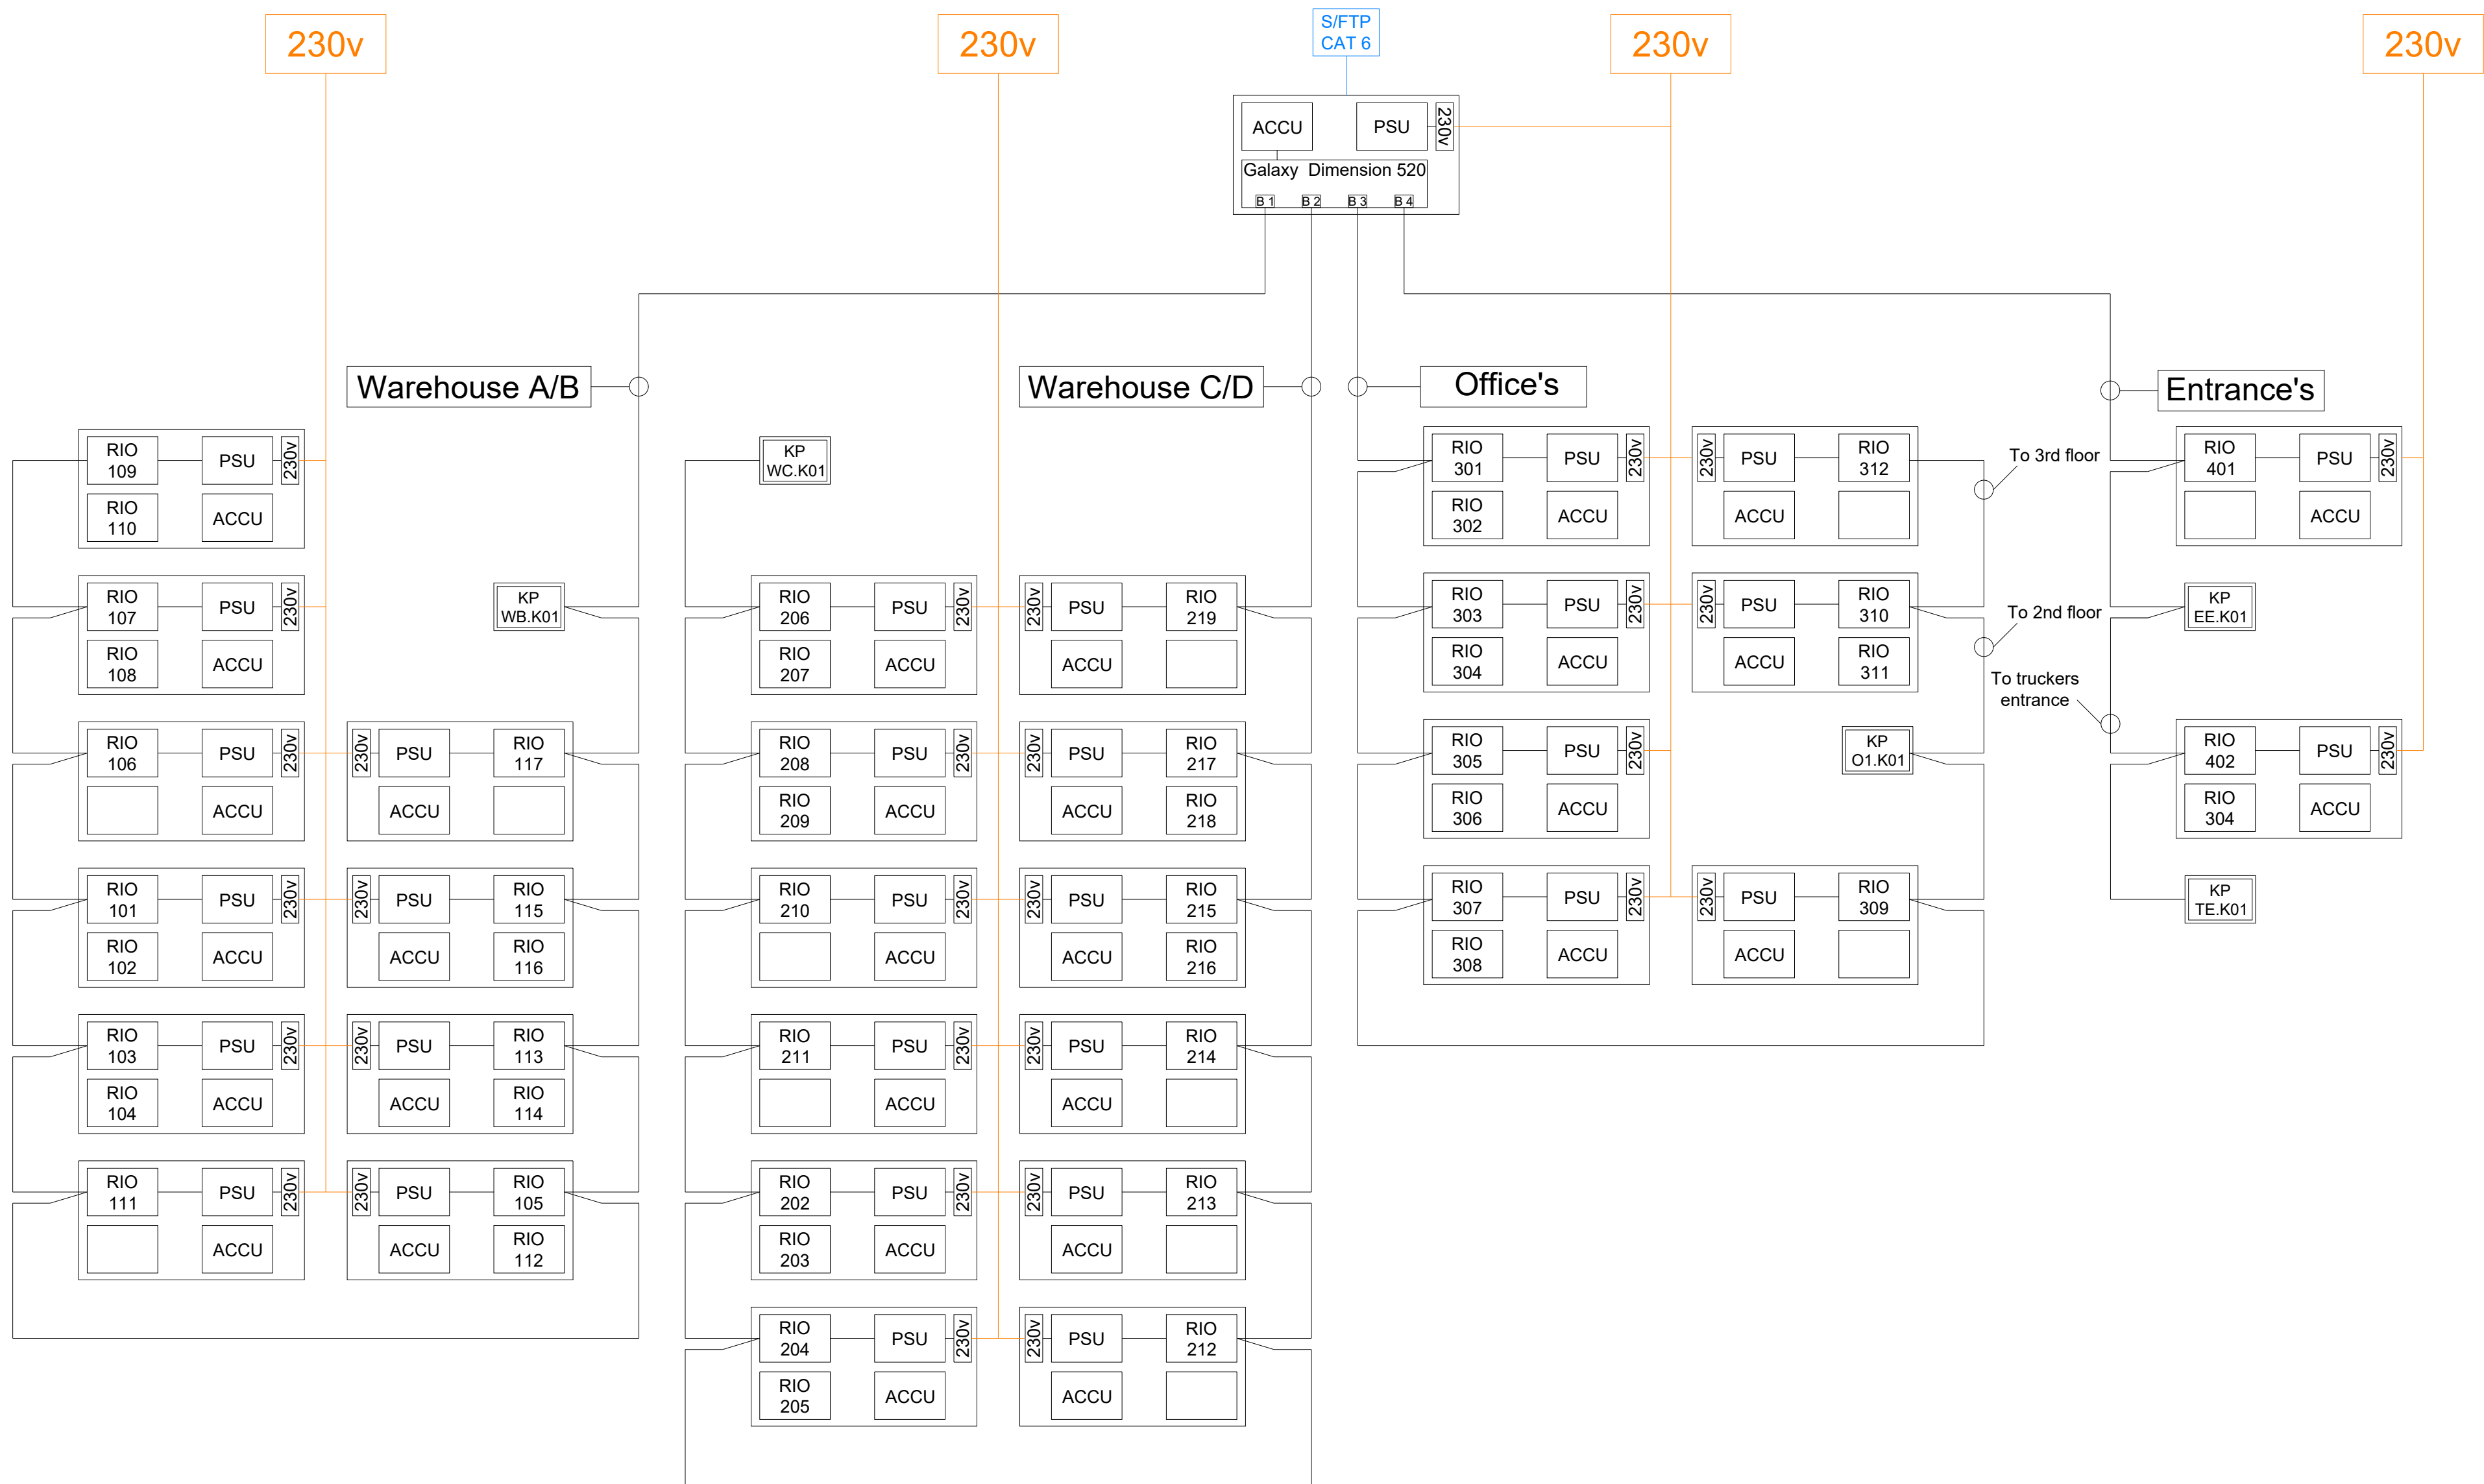 230v
230v
S/FTP
CAT 6
230v
230v
ACCU
PSU
230v
Galaxy Dimension 520
B 1
B 2
B 3
B 4
Warehouse A/B
Warehouse C/D
Office's
Entrance's
RIO
109
PSU
230v
RIO
110
ACCU
RIO
107
PSU
230v
RIO
108
ACCU
KP
WB.K01
RIO
106
PSU
230v
ACCU
230v
PSU
RIO
117
ACCU
RIO
101
PSU
230v
RIO
102
ACCU
230v
PSU
RIO
115
ACCU
RIO
116
RIO
103
PSU
230v
RIO
104
ACCU
230v
PSU
RIO
113
ACCU
RIO
114
RIO
111
PSU
230v
ACCU
230v
PSU
RIO
105
ACCU
RIO
112
KP
WC.K01
RIO
206
PSU
230v
RIO
207
ACCU
230v
PSU
RIO
219
ACCU
RIO
208
PSU
230v
RIO
209
ACCU
230v
PSU
RIO
217
ACCU
RIO
218
RIO
210
PSU
230v
ACCU
230v
PSU
RIO
215
ACCU
RIO
216
RIO
211
PSU
230v
ACCU
230v
PSU
RIO
214
ACCU
RIO
202
PSU
230v
RIO
203
ACCU
230v
PSU
RIO
213
ACCU
RIO
204
PSU
230v
RIO
205
ACCU
230v
PSU
RIO
212
ACCU
RIO
301
PSU
230v
RIO
302
ACCU
230v
PSU
RIO
312
ACCU
To 3rd floor
RIO
303
PSU
230v
RIO
304
ACCU
230v
PSU
RIO
310
ACCU
RIO
311
To 2nd floor
RIO
305
PSU
230v
RIO
306
ACCU
KP
O1.K01
RIO
307
PSU
230v
RIO
308
ACCU
230v
PSU
RIO
309
ACCU
RIO
401
PSU
230v
ACCU
KP
EE.K01
To truckers
entrance
RIO
402
PSU
230v
RIO
304
ACCU
KP
TE.K01